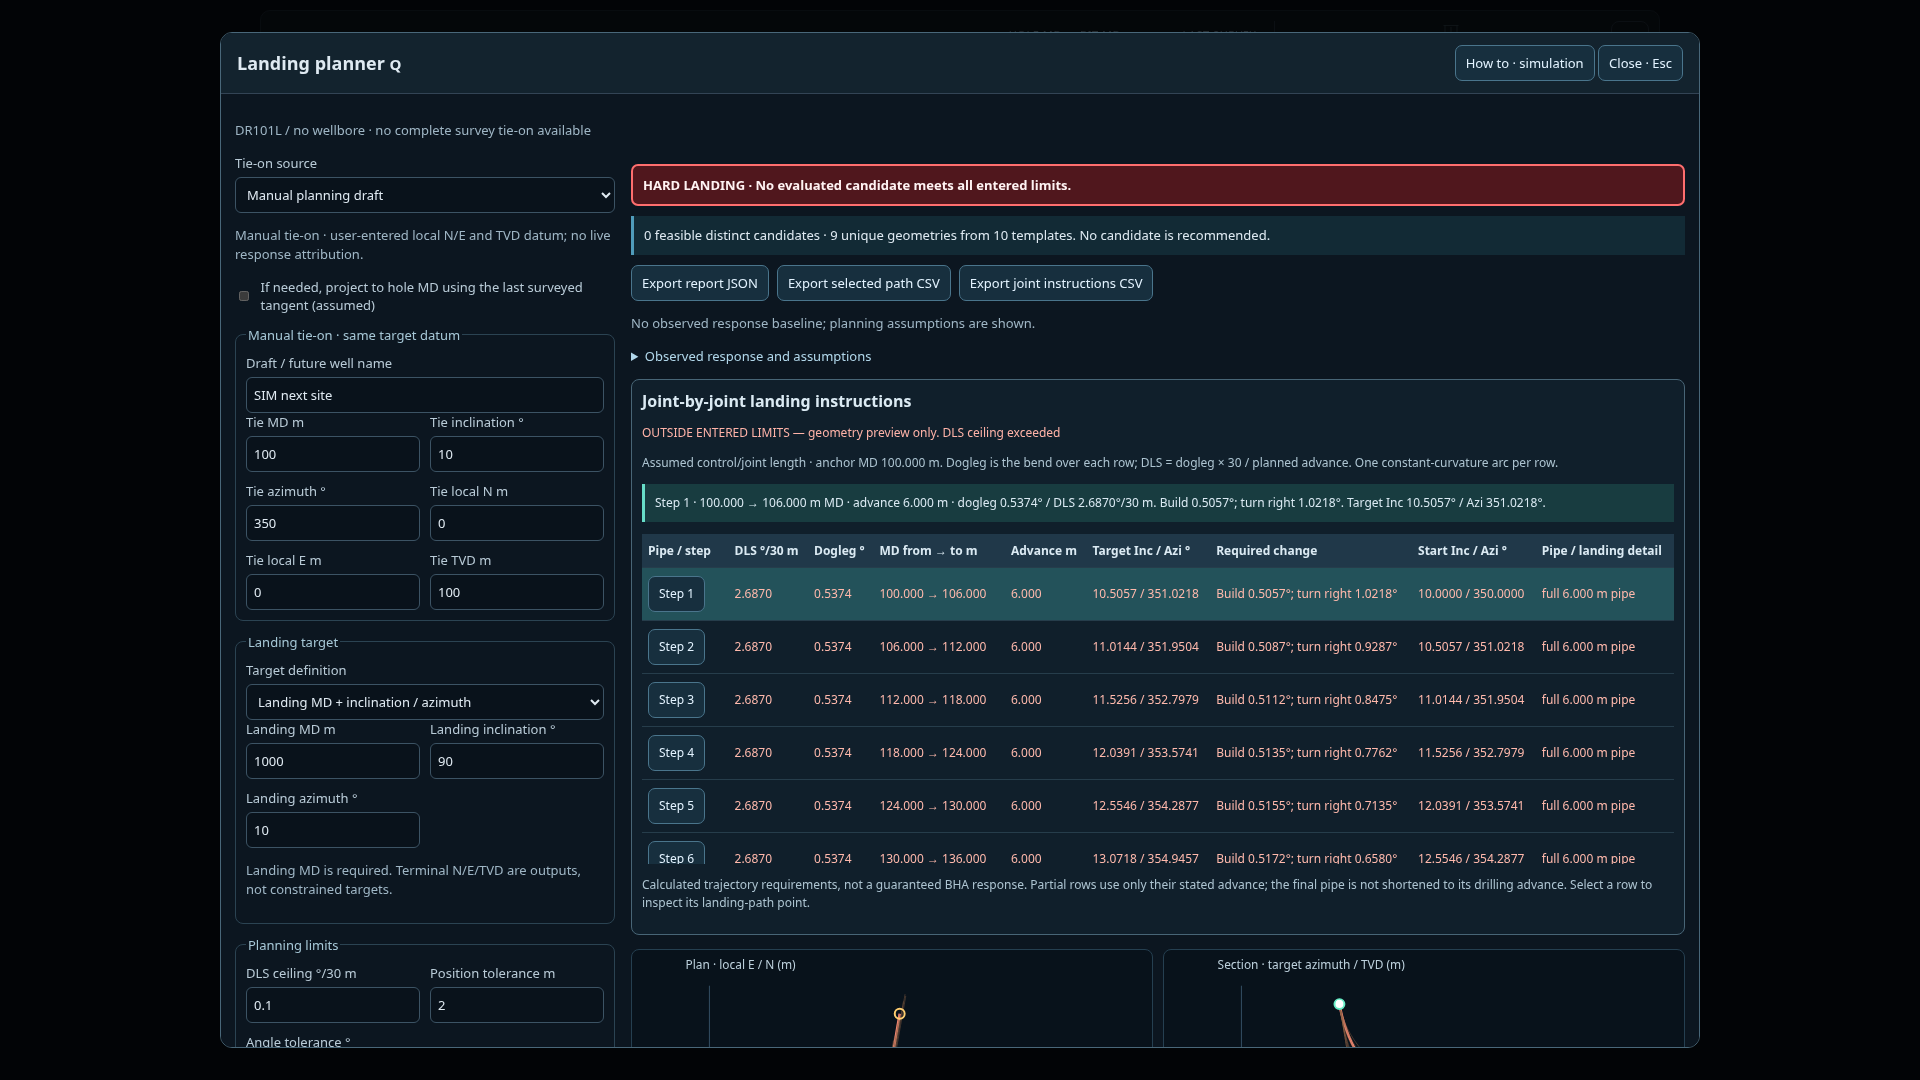 Landing planner Q
How to · simulation
Close · Esc
DR101L / no wellbore · no complete survey tie-on available
Tie-on source
Manual planning draft
Manual tie-on · user-entered local N/E and TVD datum; no live
response attribution.
If needed, project to hole MD using the last surveyed
tangent (assumed)
Manual tie-on · same target datum
Draft / future well name
SIM next site
Tie MD m
Tie inclination °
100
10
Tie azimuth °
Tie local N m
350
0
Tie local E m
Tie TVD m
0
100
Landing target
Target definition
Landing MD + inclination / azimuth
Landing MD m
Landing inclination °
1000
90
Landing azimuth °
10
Landing MD is required. Terminal N/E/TVD are outputs,
not constrained targets.
Planning limits
DLS ceiling °/30 m
Position tolerance m
0.1
2
Angle tolerance °
HARD LANDING · No evaluated candidate meets all entered limits.
0 feasible distinct candidates · 9 unique geometries from 10 templates. No candidate is recommended.
Export report JSON
Export selected path CSV
Export joint instructions CSV
No observed response baseline; planning assumptions are shown.
▶ Observed response and assumptions
Joint-by-joint landing instructions
OUTSIDE ENTERED LIMITS — geometry preview only. DLS ceiling exceeded
Assumed control/joint length · anchor MD 100.000 m. Dogleg is the bend over each row; DLS = dogleg × 30 / planned advance. One constant-curvature arc per row.
Step 1 · 100.000 → 106.000 m MD · advance 6.000 m · dogleg 0.5374° / DLS 2.6870°/30 m. Build 0.5057°; turn right 1.0218°. Target Inc 10.5057° / Azi 351.0218°.
Pipe / step DLS °/30 m Dogleg ° MD from → to m Advance m Target Inc / Azi ° Required change Start Inc / Azi ° Pipe / landing detail
Step 1 2.6870 0.5374 100.000 → 106.000 6.000 10.5057 / 351.0218 Build 0.5057°; turn right 1.0218° 10.0000 / 350.0000 full 6.000 m pipe
Step 2 2.6870 0.5374 106.000 → 112.000 6.000 11.0144 / 351.9504 Build 0.5087°; turn right 0.9287° 10.5057 / 351.0218 full 6.000 m pipe
Step 3 2.6870 0.5374 112.000 → 118.000 6.000 11.5256 / 352.7979 Build 0.5112°; turn right 0.8475° 11.0144 / 351.9504 full 6.000 m pipe
Step 4 2.6870 0.5374 118.000 → 124.000 6.000 12.0391 / 353.5741 Build 0.5135°; turn right 0.7762° 11.5256 / 352.7979 full 6.000 m pipe
Step 5 2.6870 0.5374 124.000 → 130.000 6.000 12.5546 / 354.2877 Build 0.5155°; turn right 0.7135° 12.0391 / 353.5741 full 6.000 m pipe
Step 6 2.6870 0.5374 130.000 → 136.000 6.000 13.0718 / 354.9457 Build 0.5172°; turn right 0.6580° 12.5546 / 354.2877 full 6.000 m pipe
Calculated trajectory requirements, not a guaranteed BHA response. Partial rows use only their stated advance; the final pipe is not shortened to its drilling advance. Select a row to
inspect its landing-path point.
Plan · local E / N (m)
Section · target azimuth / TVD (m)